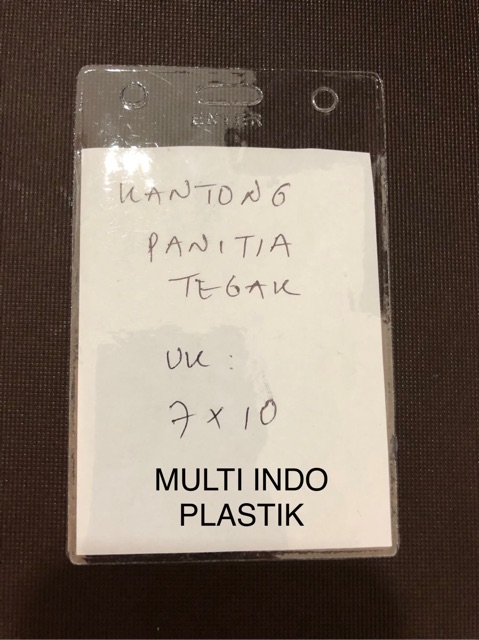 KANTONG
PANITIA
TEGAK
UK :
7 x 10
MULTI INDO
PLASTIK